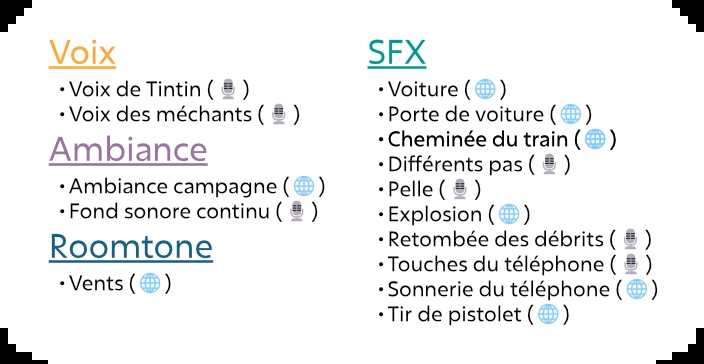 Voix
• Voix de Tintin ( 🎙️ )
• Voix des méchants ( 🎙️ )
Ambiance
• Ambiance campagne ( 🌐 )
• Fond sonore continu ( 🎙️ )
Roomtone
• Vents ( 🌐 )
SFX
• Voiture ( 🌐 )
• Porte de voiture ( 🌐 )
• Cheminée du train ( 🌐 )
• Différents pas ( 🎙️ )
• Pelle ( 🎙️ )
• Explosion ( 🌐 )
• Retombée des débrits ( 🎙️ )
• Touches du téléphone ( 🎙️ )
• Sonnerie du téléphone ( 🌐 )
• Tir de pistolet ( 🌐 )